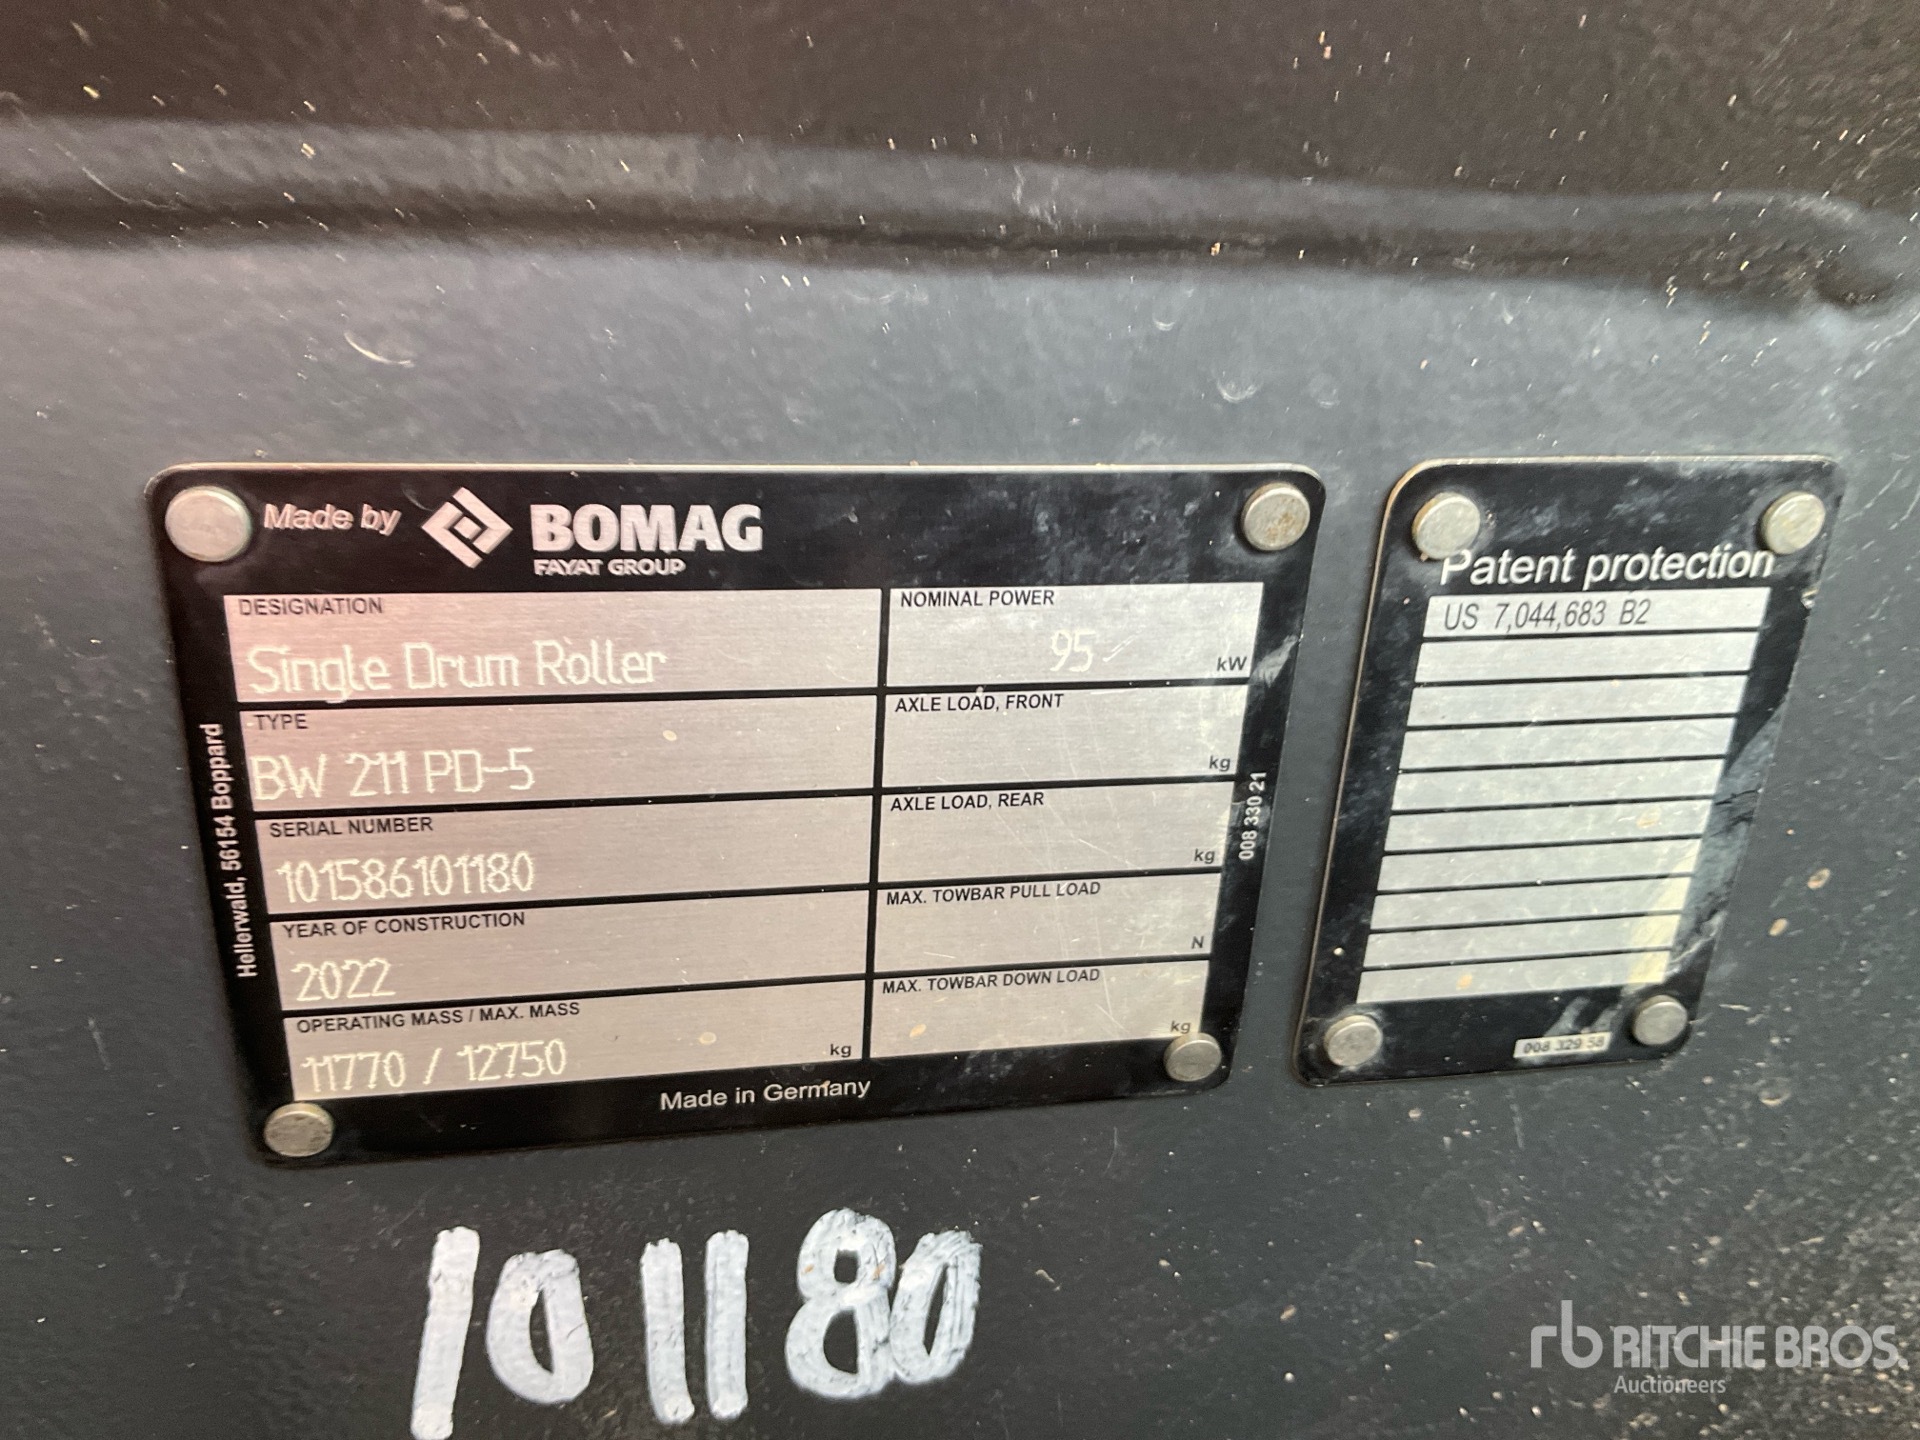 Made by BOMAG
FAYAT GROUP
DESIGNATION
Single Drum Roller
TYPE
BW 211 PD-5
SERIAL NUMBER
101586101180
YEAR OF CONSTRUCTION
2022
OPERATING MASS / MAX. MASS
11770 / 12750 kg
NOMINAL POWER
95 kW
AXLE LOAD, FRONT
kg
AXLE LOAD, REAR
kg
MAX. TOWBAR PULL LOAD
N
MAX. TOWBAR DOWN LOAD
kg
Made in Germany
Hellerwald, 56154 Boppard
008 330 21
Patent protection
US 7,044,683 B2
008 329 58
101180
rb RITCHIE BROS.
Auctioneers